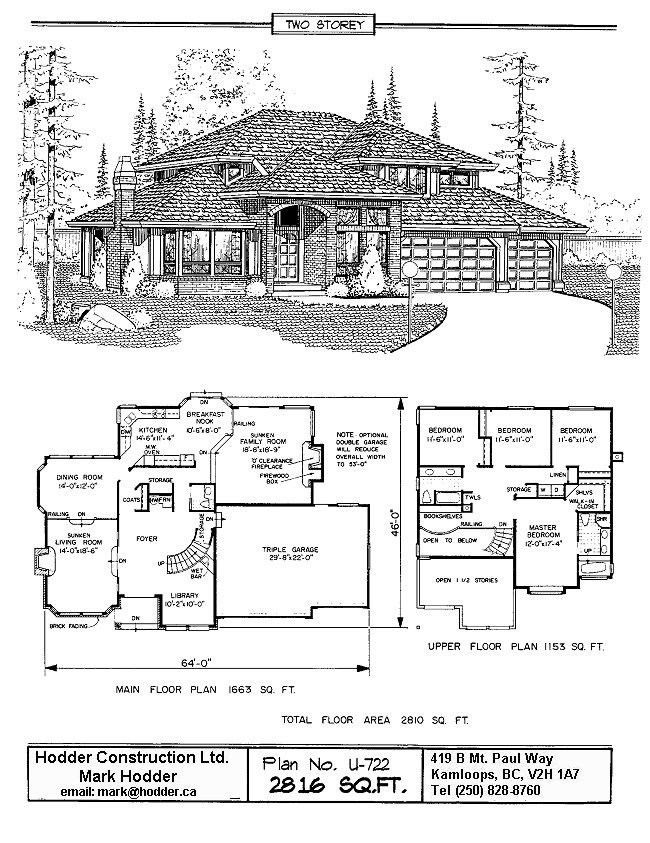 TWO STOREY
BREAKFAST
NOOK
10'-6"x8'-0"
DN
RAILING
KITCHEN
14'-6"x11'-4"
M.W.
OVEN
DW
DN
SUNKEN
FAMILY ROOM
18'-6"x18'-9"
'0' CLEARANCE
FIREPLACE
FIREWOOD
BOX
NOTE OPTIONAL
DOUBLE GARAGE
WILL REDUCE
OVERALL WIDTH
TO 53'-0"
DINING ROOM
14'-0"x12'-0"
STORAGE
COATS
FURN
RAILING DN
SUNKEN
LIVING ROOM
14'-0"x18'-6"
DN
FOYER
UP
STORAGE
DN
WET
BAR
LIBRARY
10'-2"x10'-0"
TRIPLE GARAGE
29'-8"x22'-0"
BRICK FACING
DN
46'-0"
64'-0"
MAIN FLOOR PLAN 1663 SQ. FT.
BEDROOM
11'-6"x11'-0"
BEDROOM
11'-6"x11'-0"
BEDROOM
11'-6"x11'-0"
LINEN
STORAGE
W D
SHLVS
WALK-IN
CLOSET
TWLS
BOOKSHELVES
RAILING DN
OPEN TO BELOW
MASTER
BEDROOM
12'-0"x17'-4"
SHR
UP
OPEN 1 1/2 STORIES
UPPER FLOOR PLAN 1153 SQ. FT.
TOTAL FLOOR AREA 2810 SQ. FT.
Hodder Construction Ltd.
Mark Hodder
email: mark@hodder.ca
Plan No. U-722
2816 SQ.FT.
419 B Mt. Paul Way
Kamloops, BC, V2H 1A7
Tel (250) 828-8760